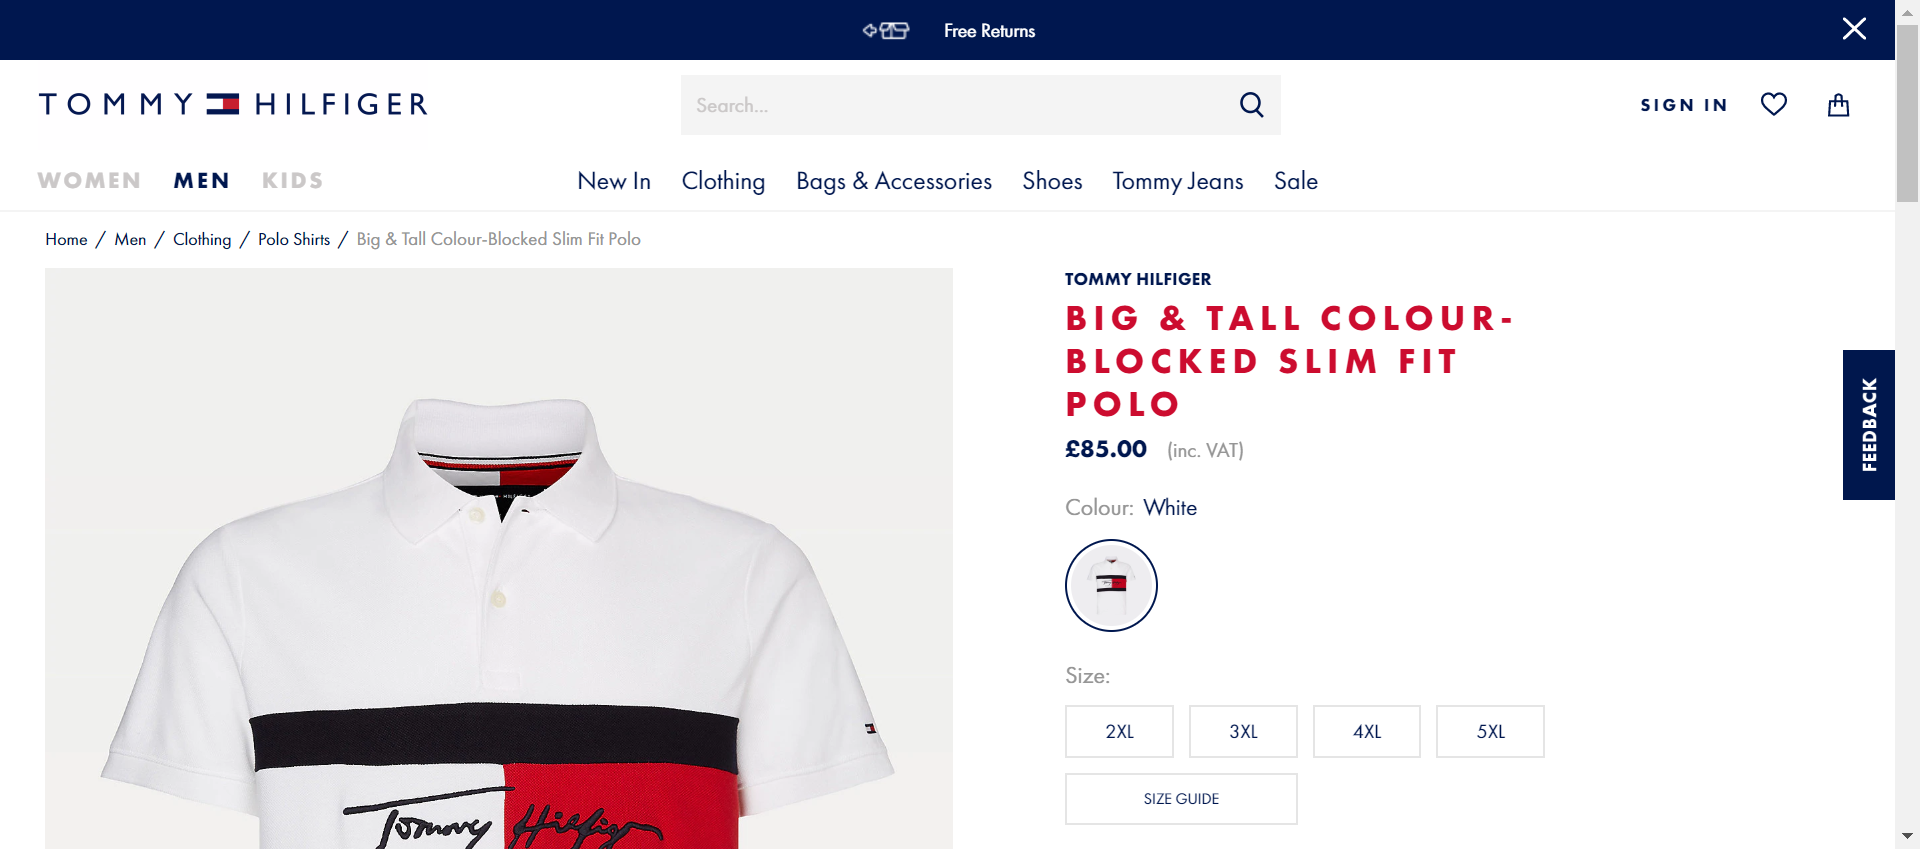 Free Returns
TOMMY HILFIGER
Search...
SIGN IN
WOMEN MEN KIDS
New In Clothing Bags & Accessories Shoes Tommy Jeans Sale
Home / Men / Clothing / Polo Shirts / Big & Tall Colour-Blocked Slim Fit Polo
TOMMY HILFIGER
BIG & TALL COLOUR-
BLOCKED SLIM FIT
POLO
£85.00 (inc. VAT)
Colour: White
Size:
2XL 3XL 4XL 5XL
SIZE GUIDE
FEEDBACK
Tommy Hilfiger